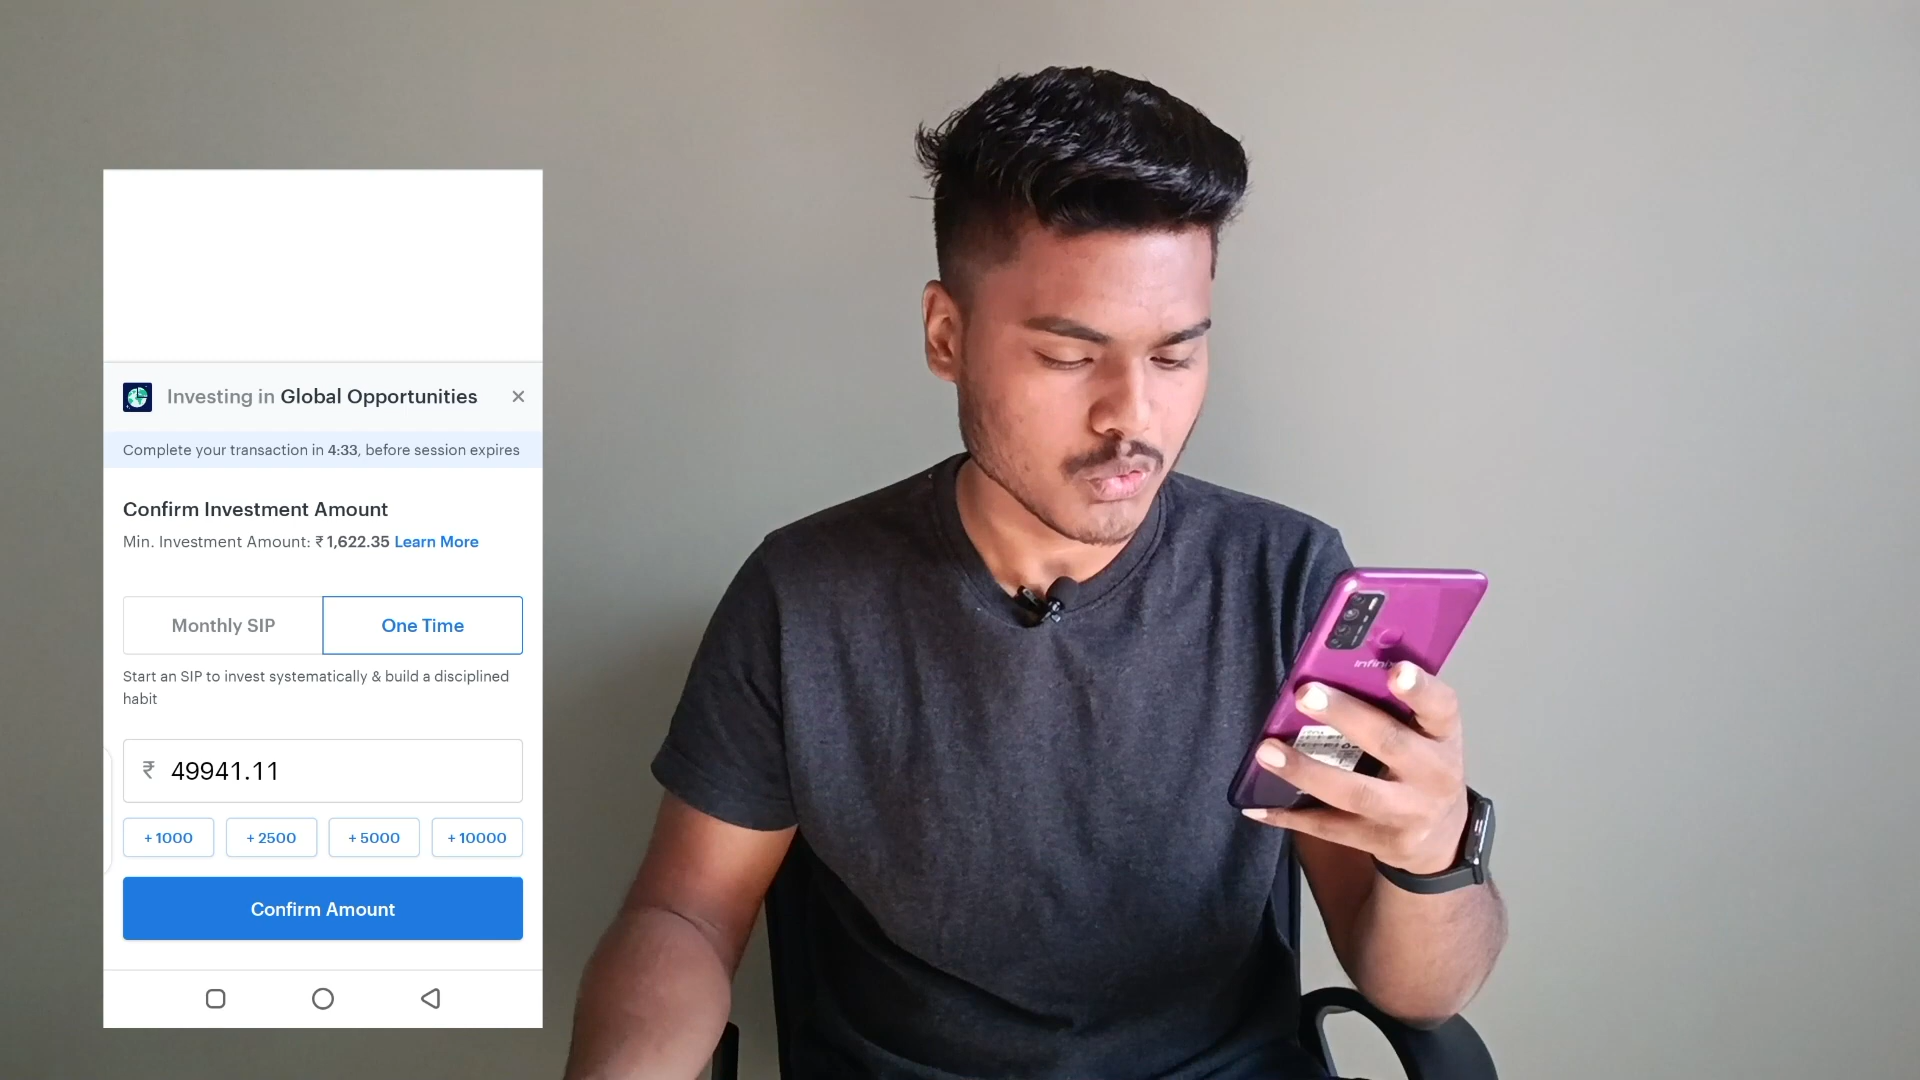 Investing in Global Opportunities
Complete your transaction in 4:33, before session expires
Confirm Investment Amount
Min. Investment Amount: ₹ 1,622.35 Learn More
Monthly SIP One Time
Start an SIP to invest systematically & build a disciplined
habit
₹ 49941.11
+ 1000 + 2500 + 5000 + 10000
Confirm Amount
Infinix